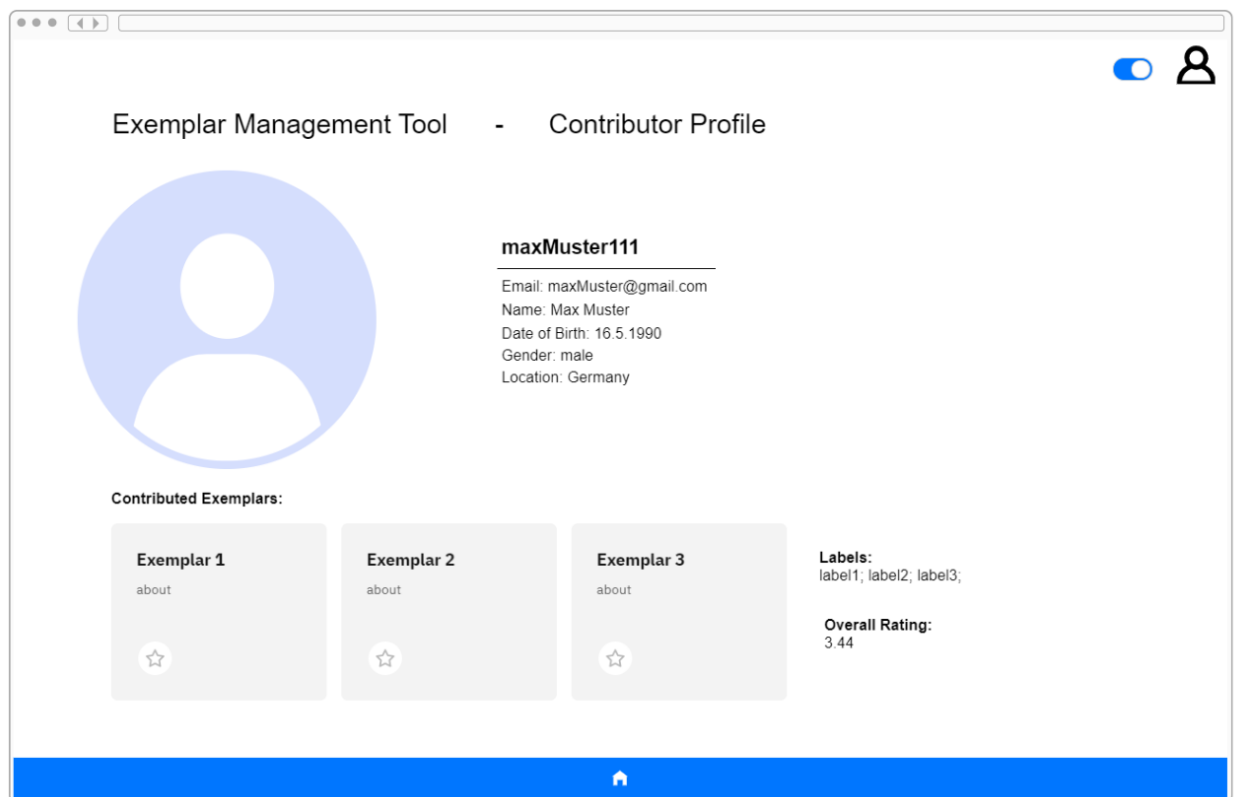 Exemplar Management Tool - Contributor Profile
maxMuster111
Email: maxMuster@gmail.com
Name: Max Muster
Date of Birth: 16.5.1990
Gender: male
Location: Germany
Contributed Exemplars:
Exemplar 1
about
Exemplar 2
about
Exemplar 3
about
Labels:
label1; label2; label3;
Overall Rating:
3.44